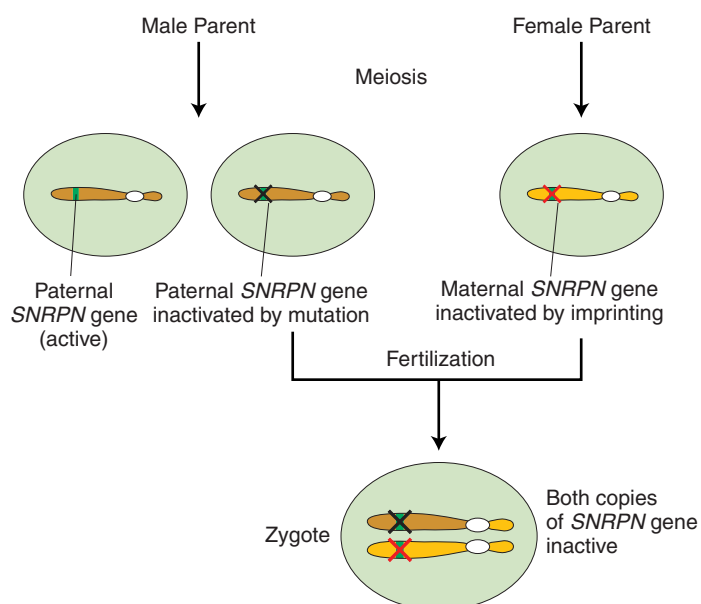 Male Parent
Female Parent
Meiosis
Paternal
SNRPN gene
(active)
Paternal SNRPN gene
inactivated by mutation
Maternal SNRPN gene
inactivated by imprinting
Fertilization
Zygote
Both copies
of SNRPN gene
inactive